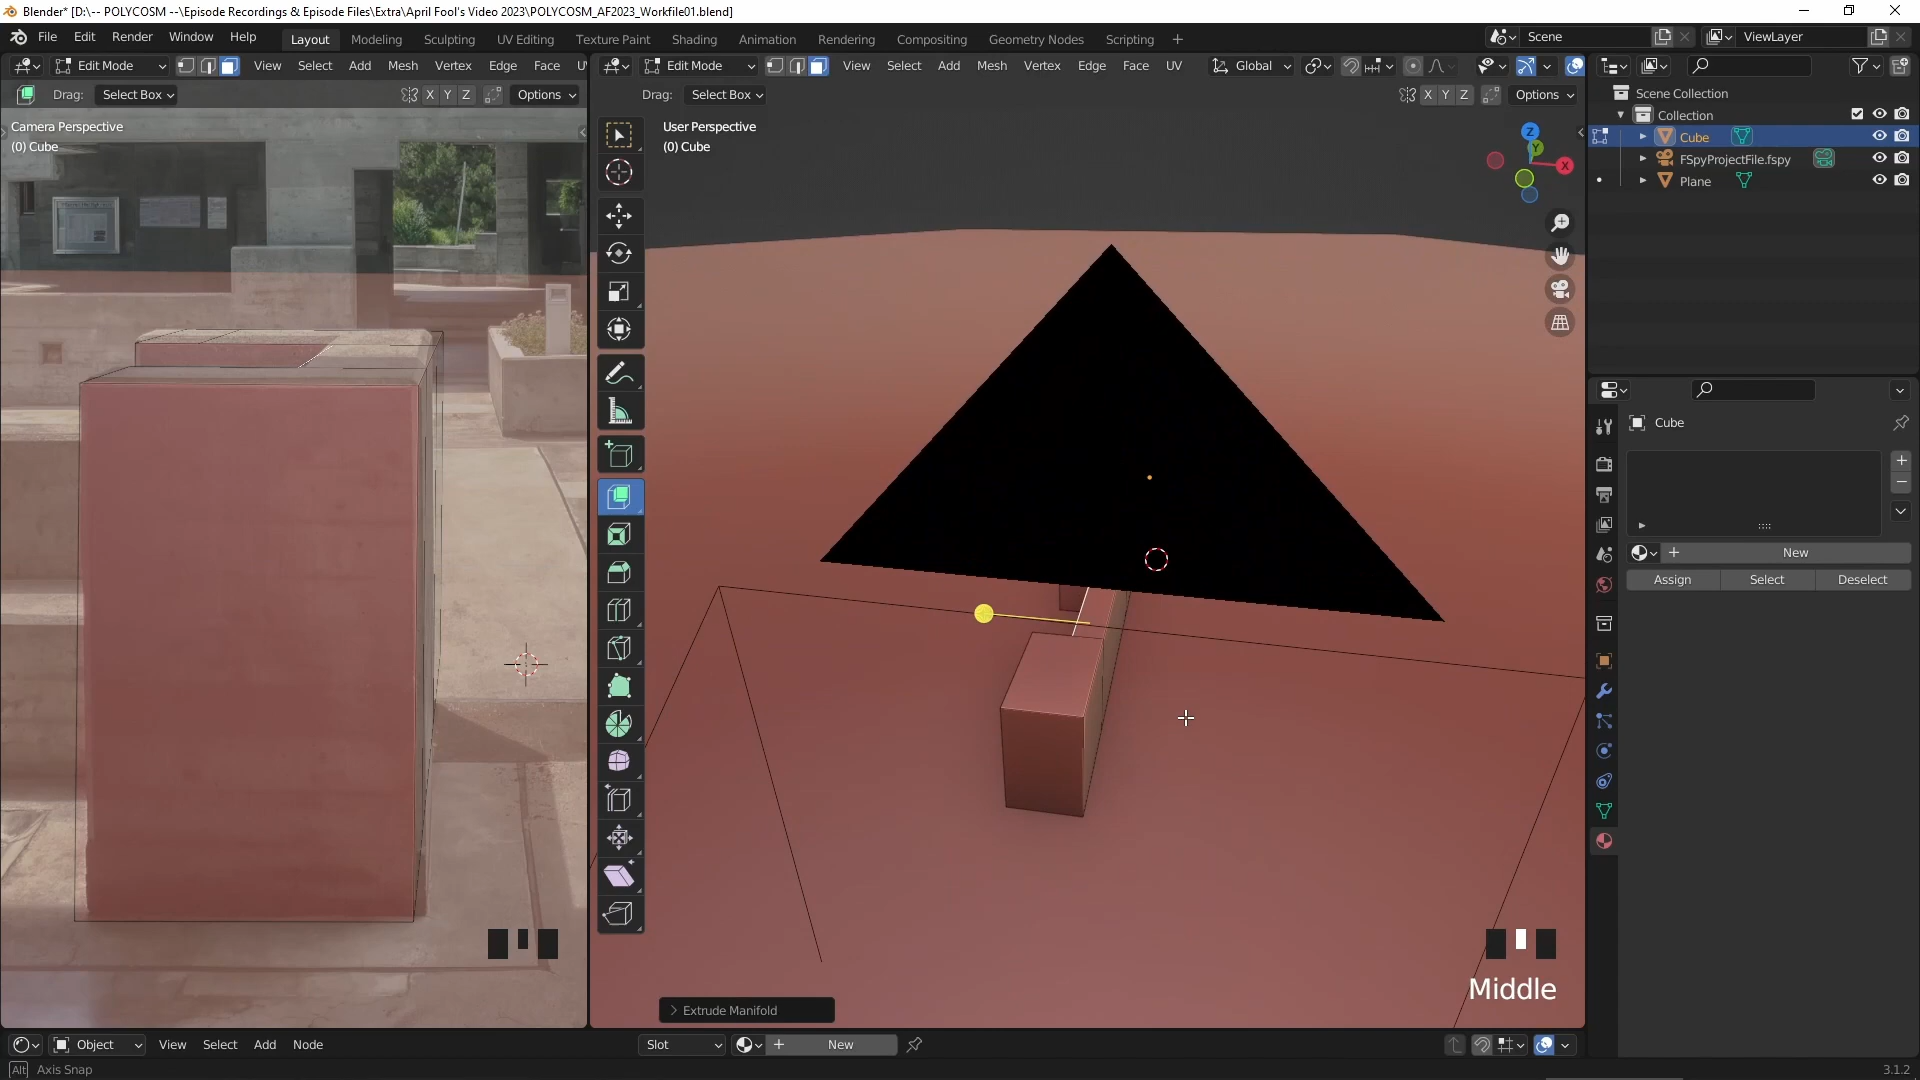 Blender* [D:\-- POLYCOSM --\Episode Recordings & Episode Files\Extra\April Fool's Video 2023\POLYCOSM_AF2023_Workfile01.blend]
File Edit Render Window Help Layout Modeling Sculpting UV Editing Texture Paint Shading Animation Rendering Compositing Geometry Nodes Scripting + Scene ViewLayer
Edit Mode View Select Add Mesh Vertex Edge Face U Edit Mode View Select Add Mesh Vertex Edge Face UV Global
Drag: Select Box X Y Z Options Drag: Select Box X Y Z Options Scene Collection
Collection
Camera Perspective User Perspective Z Cube
(0) Cube (0) Cube Y
X FSpyProjectFile.fspy
Plane
Cube
+ New
Assign Select Deselect
Middle
Extrude Manifold
Object View Select Add Node Slot + New
Alt Axis Snap 3.1.2